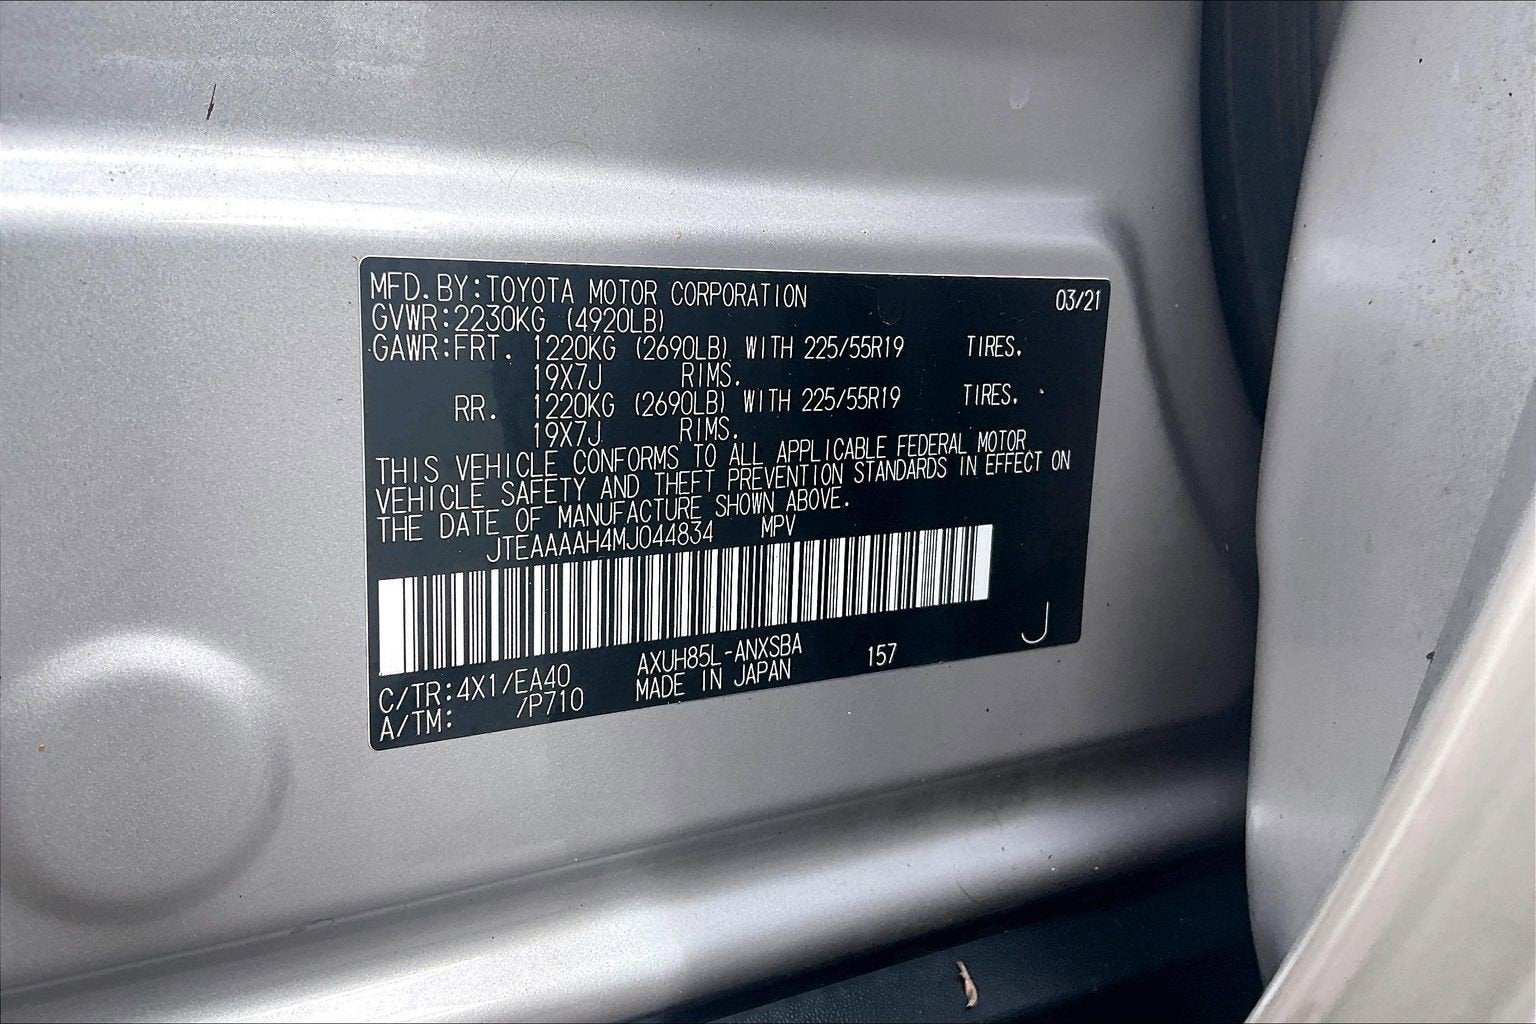 MFD. BY:TOYOTA MOTOR CORPORATION 03/21
GVWR:2230KG (4920LB)
GAWR:FRT. 1220KG (2690LB) WITH 225/55R19 TIRES.
19X7J RIMS.
RR. 1220KG (2690LB) WITH 225/55R19 TIRES.
19X7J RIMS.
THIS VEHICLE CONFORMS TO ALL APPLICABLE FEDERAL MOTOR
VEHICLE SAFETY AND THEFT PREVENTION STANDARDS IN EFFECT ON
THE DATE OF MANUFACTURE SHOWN ABOVE.
JTEAAAAH4MJ044834 MPV
J
C/TR:4X1/EA40 AXUH85L-ANXSBA 157
A/TM: /P710 MADE IN JAPAN